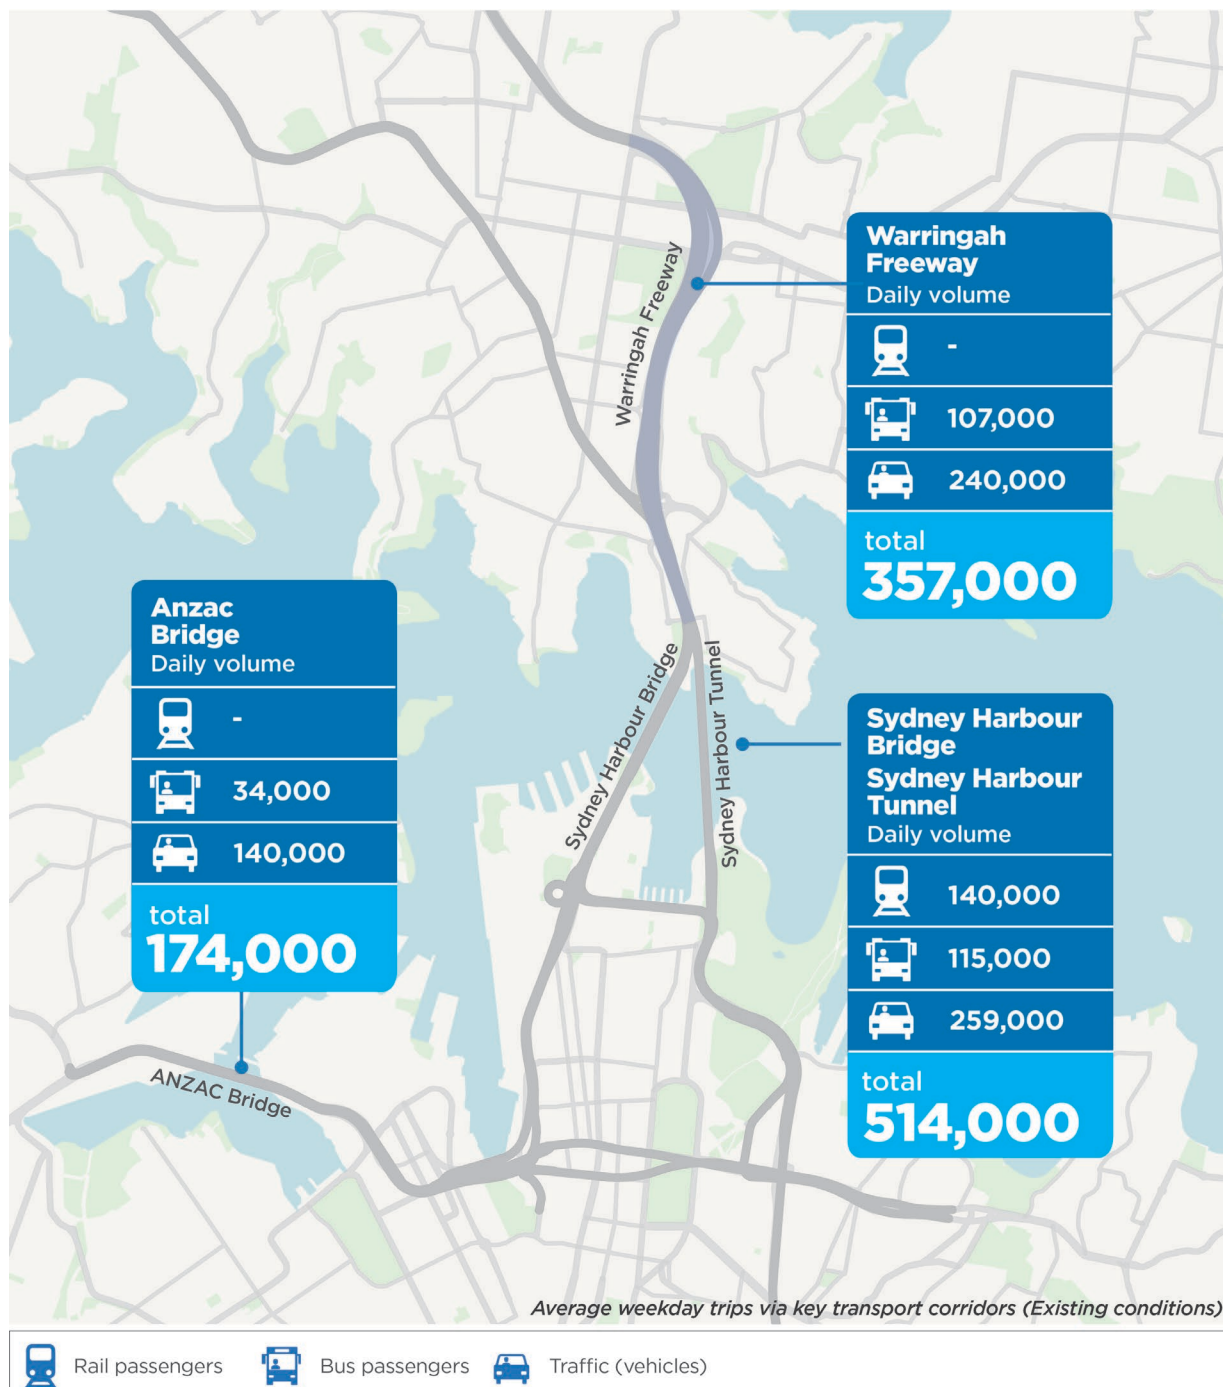 Warringah
Freeway
Daily volume
-
107,000
240,000
total
357,000
Warringah Freeway
Anzac
Bridge
Daily volume
-
34,000
140,000
total
174,000
Sydney Harbour Bridge
Sydney Harbour Tunnel
Sydney Harbour
Bridge
Sydney Harbour
Tunnel
Daily volume
140,000
115,000
259,000
total
514,000
ANZAC Bridge
Average weekday trips via key transport corridors (Existing conditions)
Rail passengers
Bus passengers
Traffic (vehicles)